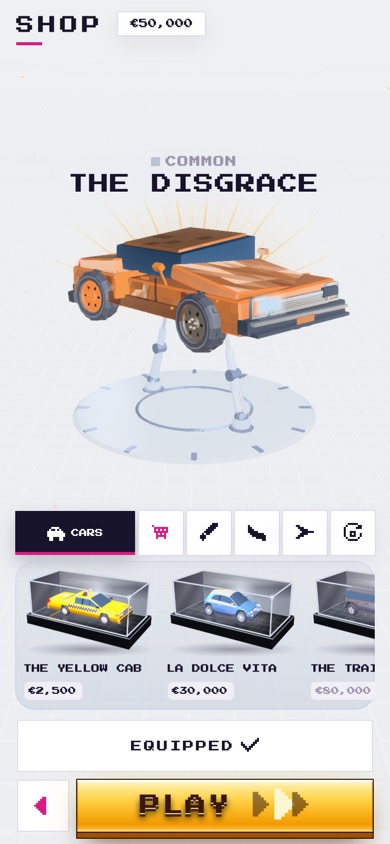 SHOP
€50,000
COMMON
THE DISGRACE
CARS
THE YELLOW CAB
LA DOLCE VITA
THE TRAI
€2,500
€30,000
€80,000
EQUIPPED
PLAY